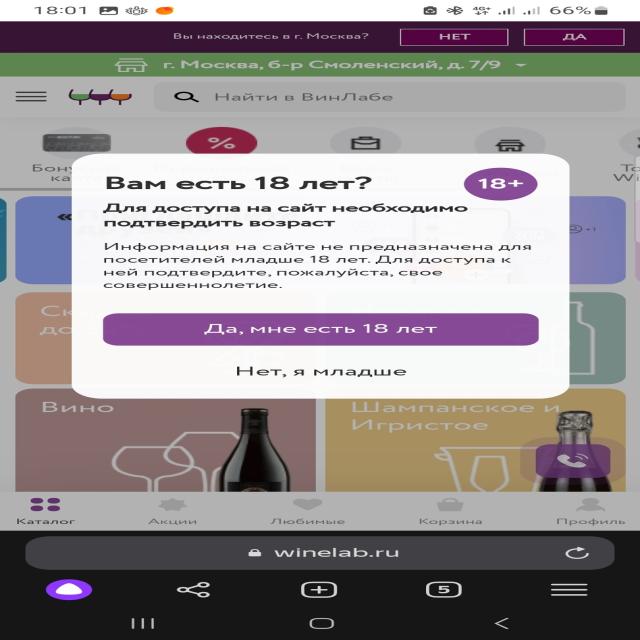 18:01
4G+
66%
Вы находитесь в г. Москва?
НЕТ
ДА
г. Москва, б-р Смоленский, д. 7/9
Найти в ВинЛабе
Вам есть 18 лет?
18+
Для доступа на сайт необходимо
подтвердить возраст
Информация на сайте не предназначена для
посетителей младше 18 лет. Для доступа к
ней подтвердите, пожалуйста, свое
совершеннолетие.
Да, мне есть 18 лет
Нет, я младше
Вино
Шампанское и
Игристое
Каталог
Акции
Любимые
Корзина
Профиль
winelab.ru
5